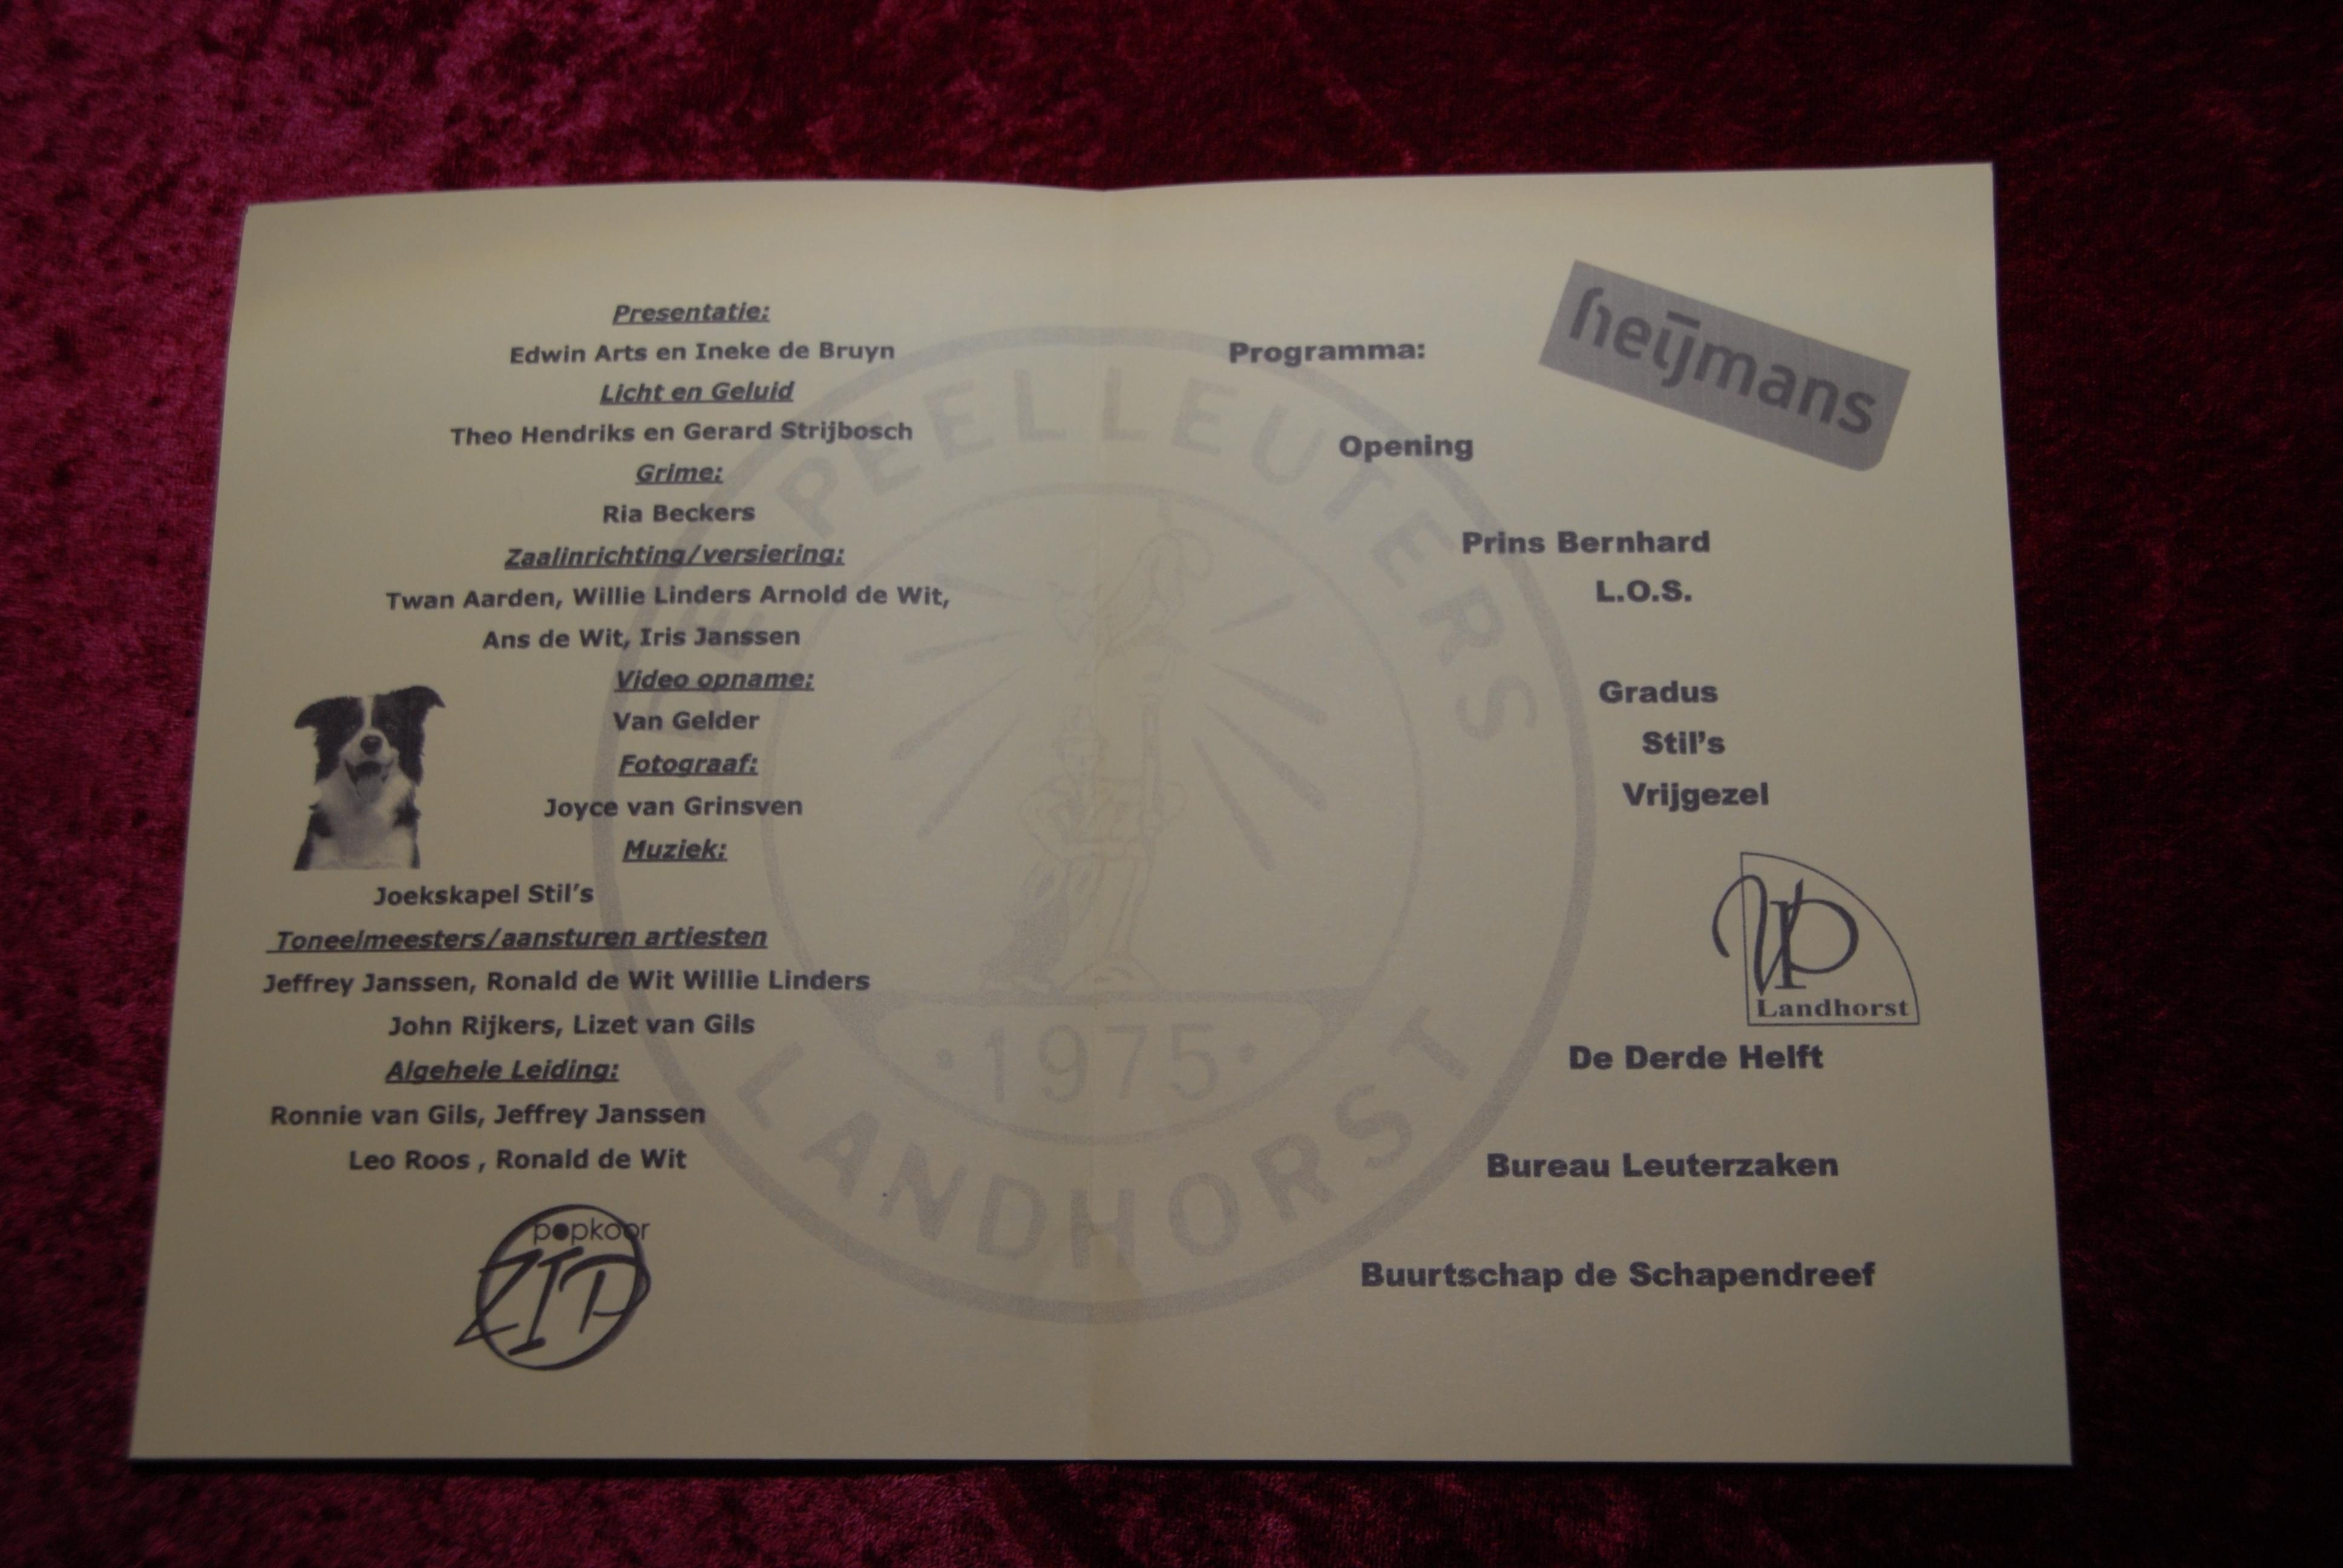 Presentatie:
Edwin Arts en Ineke de Bruyn
Licht en Geluid
Theo Hendriks en Gerard Strijbosch
Grime:
Ria Beckers
Zaalinrichting/versiering:
Twan Aarden, Willie Linders Arnold de Wit,
Ans de Wit, Iris Janssen
Video opname:
Van Gelder
Fotograaf:
Joyce van Grinsven
Muziek:
Joekskapel Stil's
Toneelmeesters/aansturen artiesten
Jeffrey Janssen, Ronald de Wit Willie Linders
John Rijkers, Lizet van Gils
Algehele Leiding:
Ronnie van Gils, Jeffrey Janssen
Leo Roos , Ronald de Wit
popkoor
ZIP
DE PEELLEUTERS
1975
LANDHORST
heijmans
Programma:
Opening
Prins Bernhard
L.O.S.
Gradus
Stil's
Vrijgezel
Landhorst
De Derde Helft
Bureau Leuterzaken
Buurtschap de Schapendreef